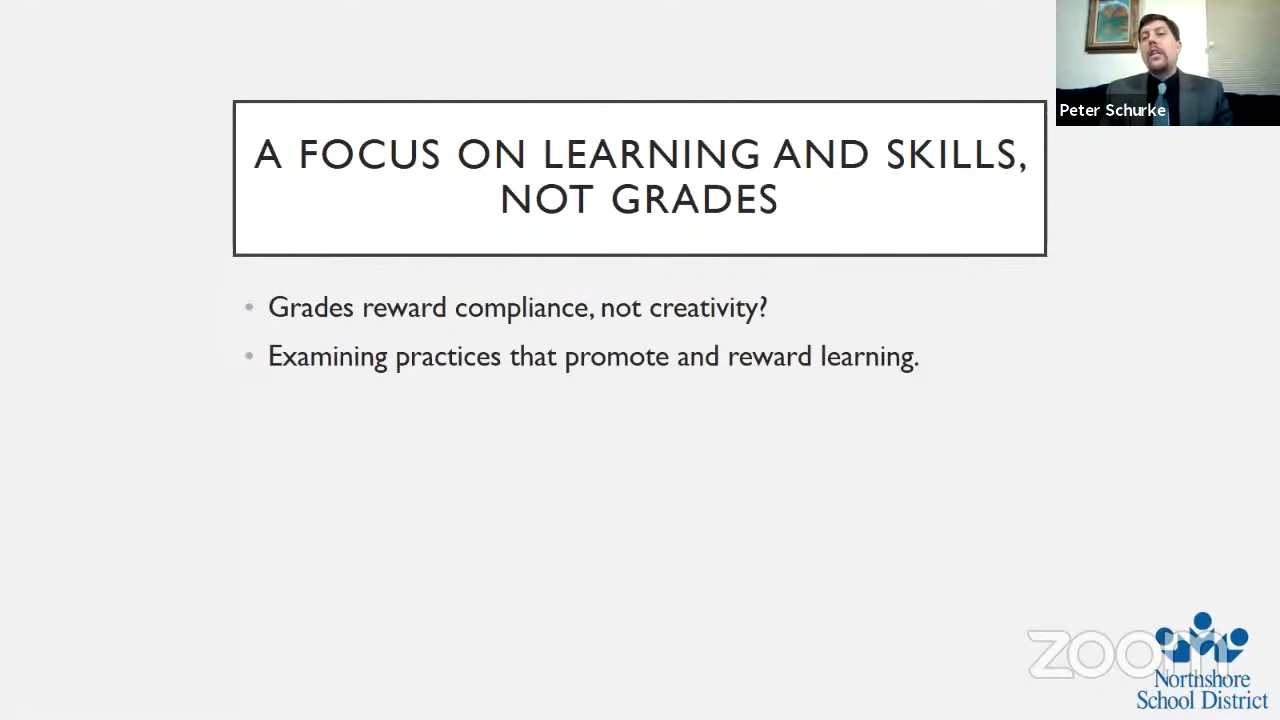 Peter Schurke
A FOCUS ON LEARNING AND SKILLS,
NOT GRADES
• Grades reward compliance, not creativity?
• Examining practices that promote and reward learning.
zoom
Northshore
School District